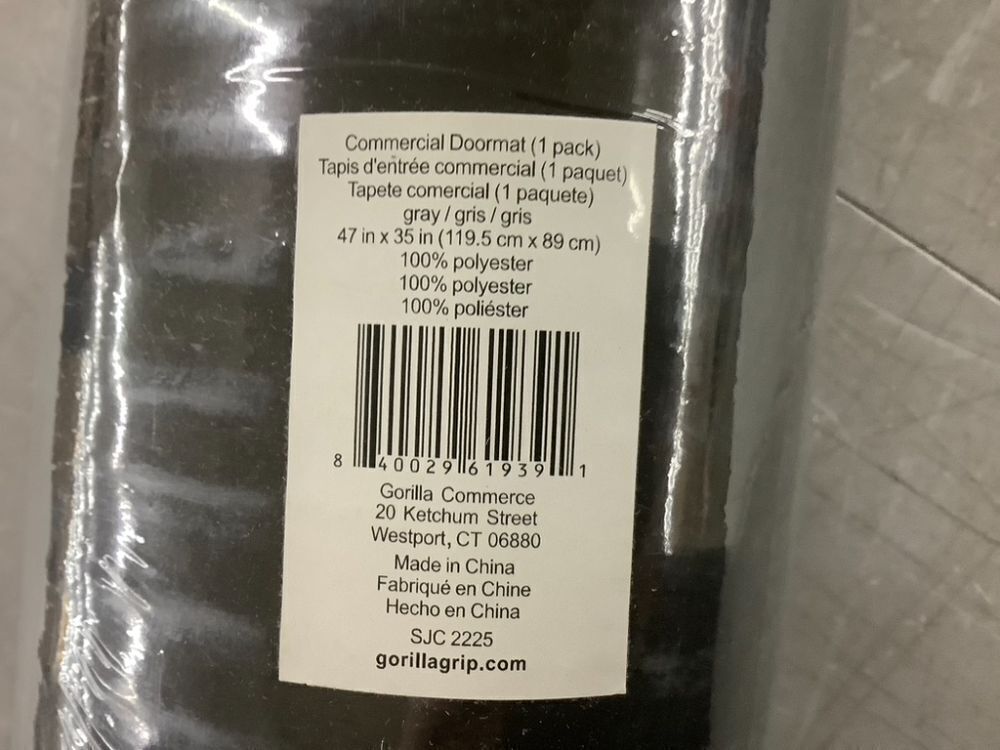 Commercial Doormat (1 pack)
Tapis d'entrée commercial (1 paquet)
Tapete comercial (1 paquete)
gray / gris / gris
47 in x 35 in (119.5 cm x 89 cm)
100% polyester
100% polyester
100% poliéster
8 40029 61939 1
Gorilla Commerce
20 Ketchum Street
Westport, CT 06880
Made in China
Fabriqué en Chine
Hecho en China
SJC 2225
gorillagrip.com